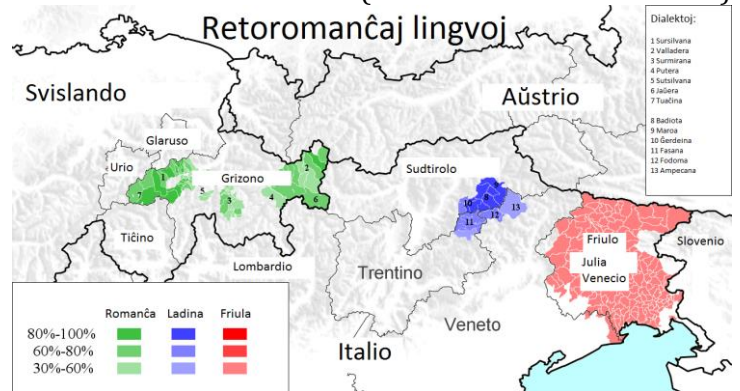 Retoromanĉaj lingvoj
Dialektoj:
1 Sursilvana
2 Valladera
3 Surmirana
4 Putera
5 Sutsilvana
6 Jaŭera
7 Tuaĉina
8 Badiota
9 Maroa
10 Ĝerdeina
11 Fasana
12 Fodoma
13 Ampecana
Svislando
Aŭstrio
Glaruso
Urio
Grizono
Sudtirolo
1
2
3
4
5
6
7
8
9
10
11
12
13
Tiĉino
Lombardio
Trentino
Veneto
Italio
Friulo
Julia
Venecio
Slovenio
Romanĉa Ladina Friula
80%-100%
60%-80%
30%-60%